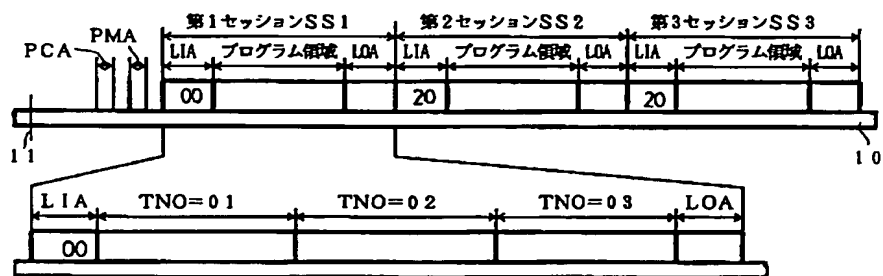 第1セッションSS1 第2セッションSS2 第3セッションSS3
PCA PMA
LIA プログラム領域 LOA LIA プログラム領域 LOA LIA プログラム領域 LOA
00 20 20
11 10
LIA TNO=01 TNO=02 TNO=03 LOA
00